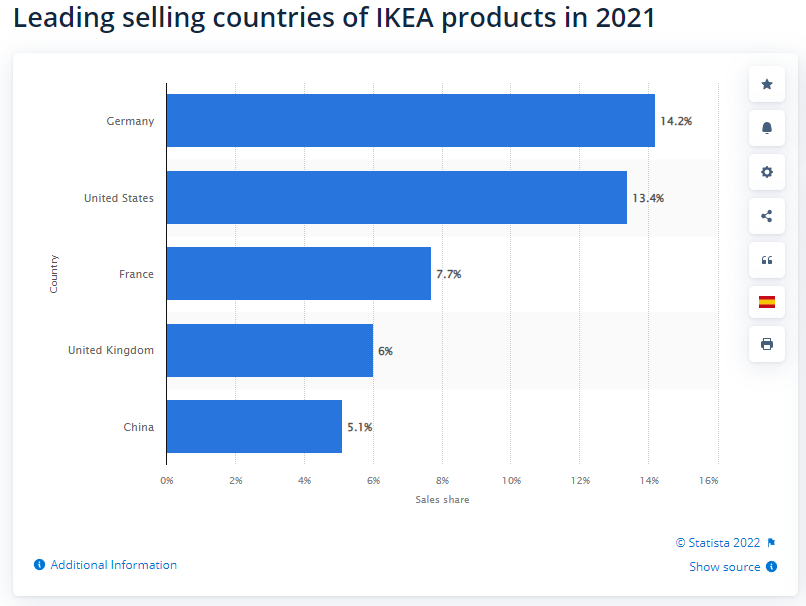 Leading selling countries of IKEA products in 2021
Germany
14.2%
United States
13.4%
Country
France
7.7%
United Kingdom
6%
China
5.1%
0% 2% 4% 6% 8% 10% 12% 14% 16%
Sales share
© Statista 2022
Additional Information
Show source